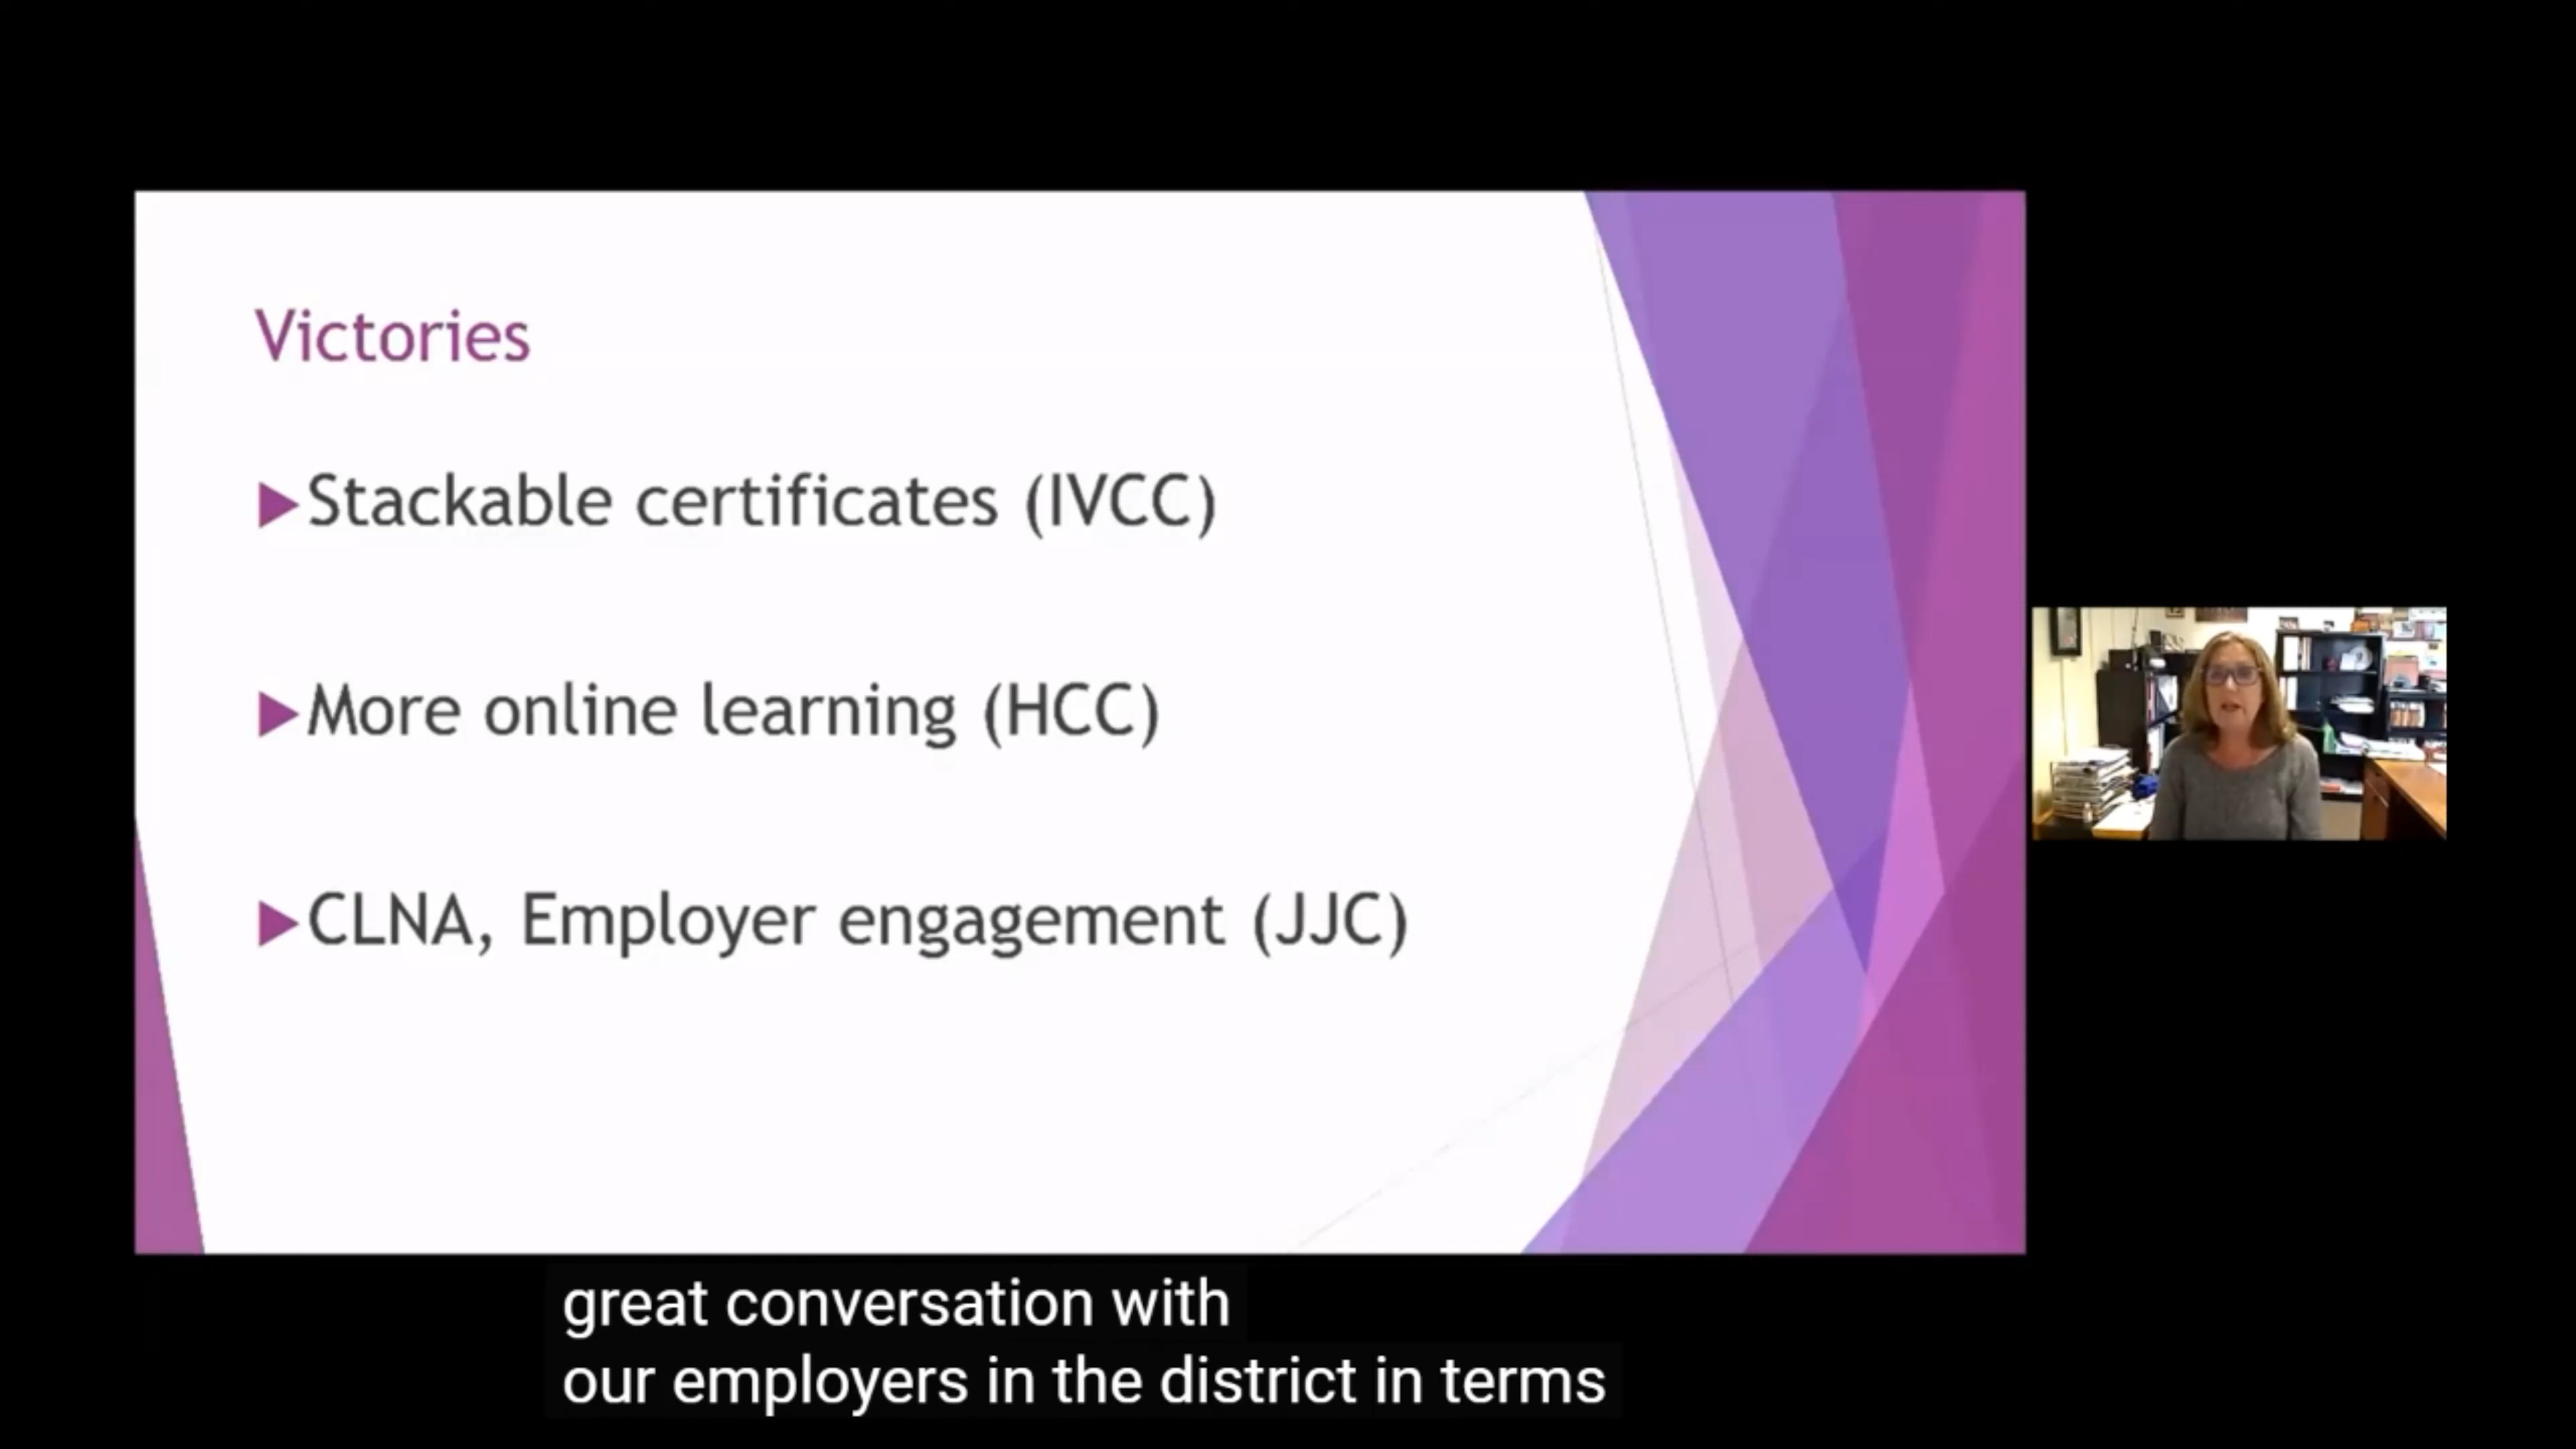 Victories
Stackable certificates (IVCC)
More online learning (HCC)
CLNA, Employer engagement (JJC)
great conversation with
our employers in the district in terms